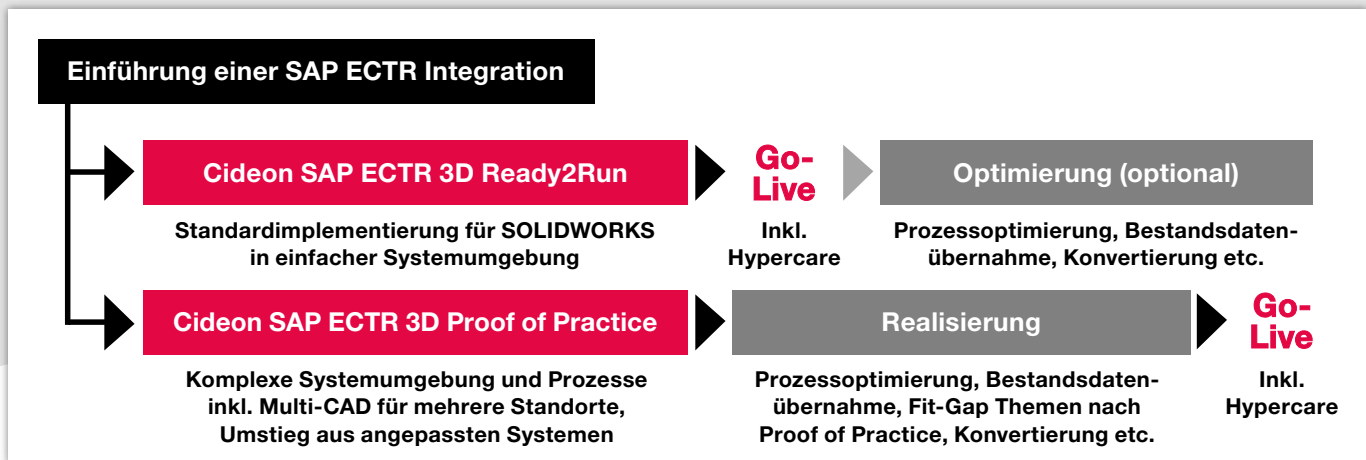 Einführung einer SAP ECTR Integration
Cideon SAP ECTR 3D Ready2Run
Go-
Live
Optimierung (optional)
Standardimplementierung für SOLIDWORKS
in einfacher Systemumgebung
Inkl.
Hypercare
Prozessoptimierung, Bestandsdaten-
übernahme, Konvertierung etc.
Cideon SAP ECTR 3D Proof of Practice
Realisierung
Go-
Live
Komplexe Systemumgebung und Prozesse
inkl. Multi-CAD für mehrere Standorte,
Umstieg aus angepassten Systemen
Prozessoptimierung, Bestandsdaten-
übernahme, Fit-Gap Themen nach
Proof of Practice, Konvertierung etc.
Inkl.
Hypercare